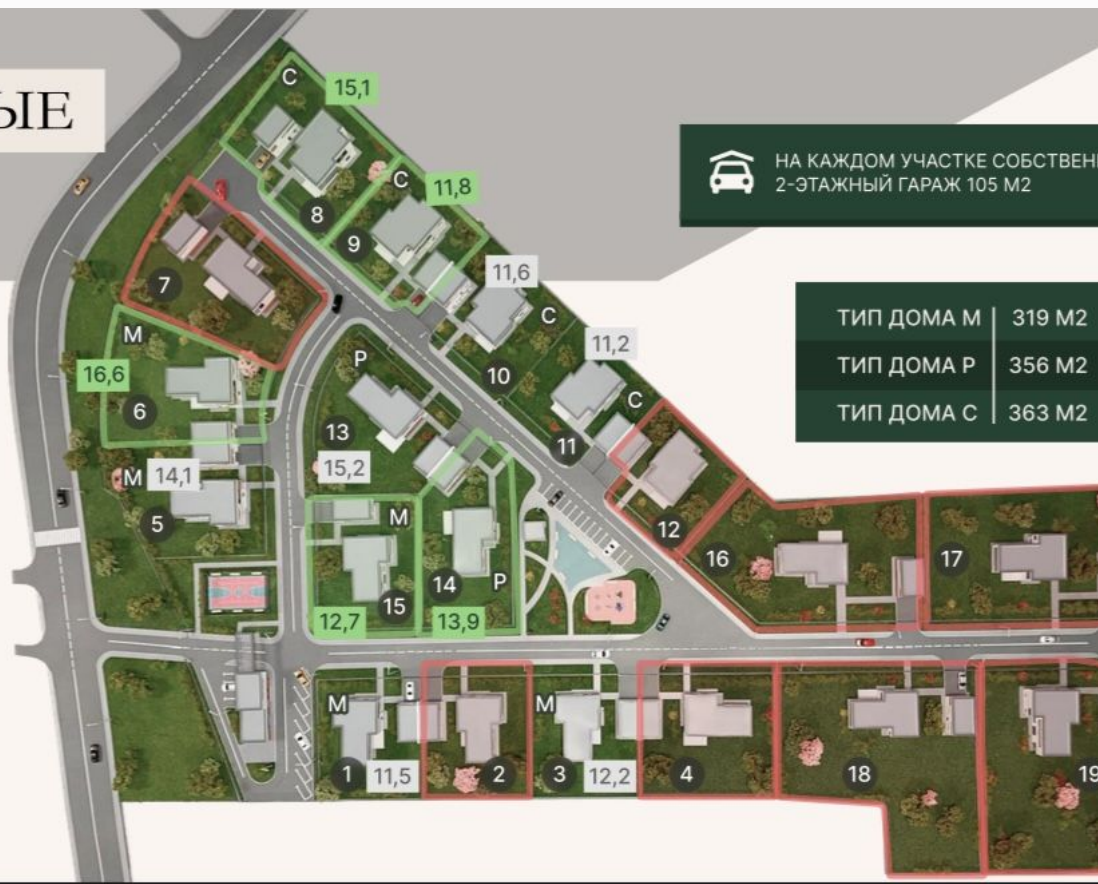 ЫЕ
НА КАЖДОМ УЧАСТКЕ СОБСТВЕН
2-ЭТАЖНЫЙ ГАРАЖ 105 М2
ТИП ДОМА М 319 М2
ТИП ДОМА Р 356 М2
ТИП ДОМА С 363 М2
С
15,1
8
С
11,8
9
7
11,6
С
10
М
16,6
6
11,2
С
11
Р
13
15,2
М
14,1
5
12
М
15
12,7
14
Р
13,9
16
17
М
1
11,5
2
М
3
12,2
4
18
19